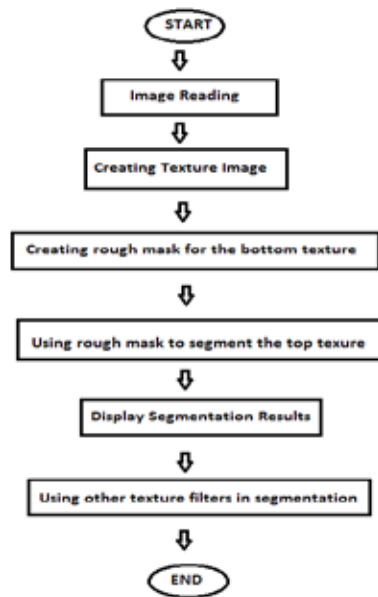 START
Image Reading
Creating Texture Image
Creating rough mask for the bottom texture
Using rough mask to segment the top texure
Display Segmentation Results
Using other texture filters in segmentation
END